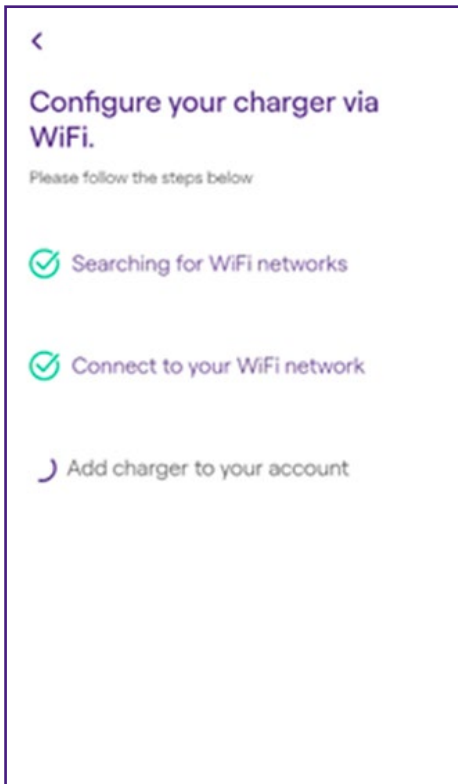 Configure your charger via
WiFi.
Please follow the steps below
Searching for WiFi networks
Connect to your WiFi network
Add charger to your account